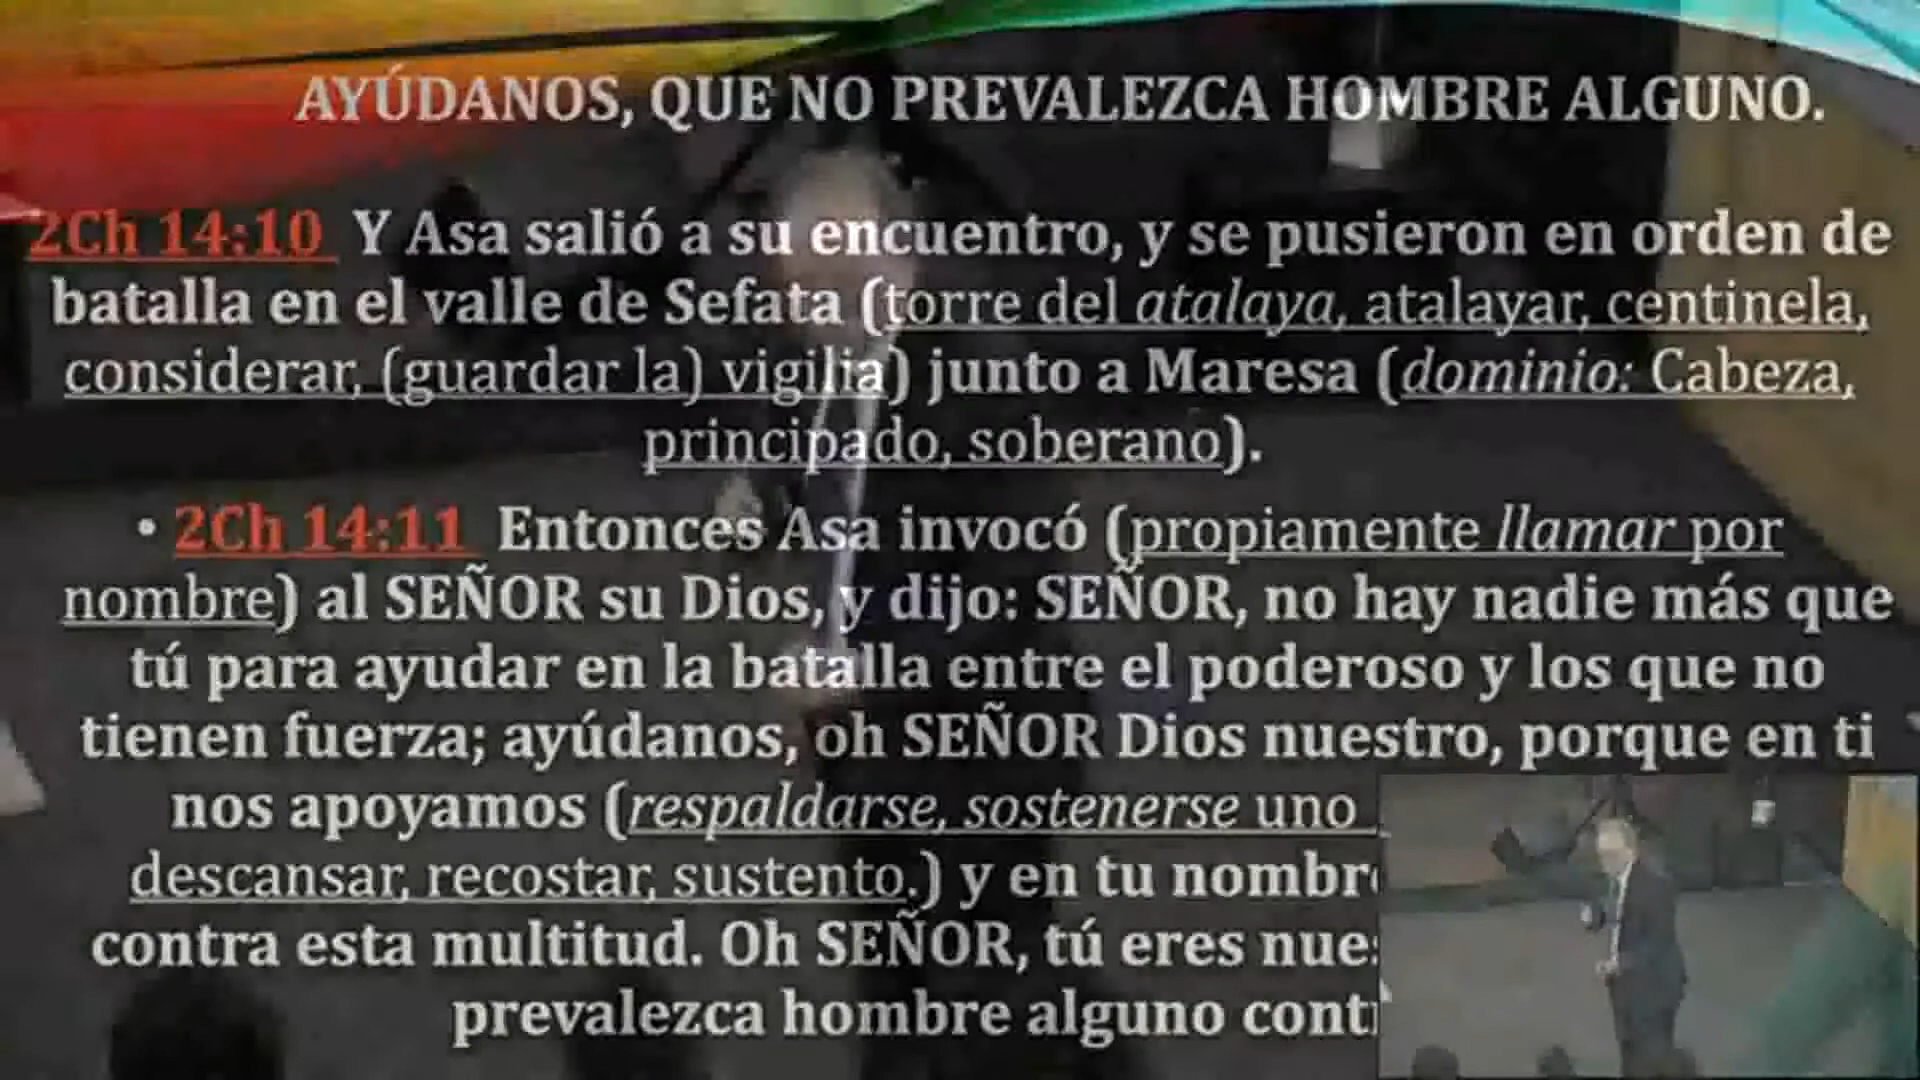 AYÚDANOS, QUE NO PREVALEZCA HOMBRE ALGUNO.
2Ch 14:10 Y Asa salió a su encuentro, y se pusieron en orden de
batalla en el valle de Sefata (torre del atalaya, atalayar, centinela,
considerar, (guardar la) vigilia) junto a Maresa (dominio: Cabeza,
principado, soberano).
• 2Ch 14:11 Entonces Asa invocó (propiamente llamar por
nombre) al SEÑOR su Dios, y dijo: SEÑOR, no hay nadie más que
tú para ayudar en la batalla entre el poderoso y los que no
tienen fuerza; ayúdanos, oh SEÑOR Dios nuestro, porque en ti
nos apoyamos (respaldarse, sostenerse uno
descansar, recostar, sustento.) y en tu
contra esta multitud. Oh SEÑOR, tú eres
prevalezca hombre alguno